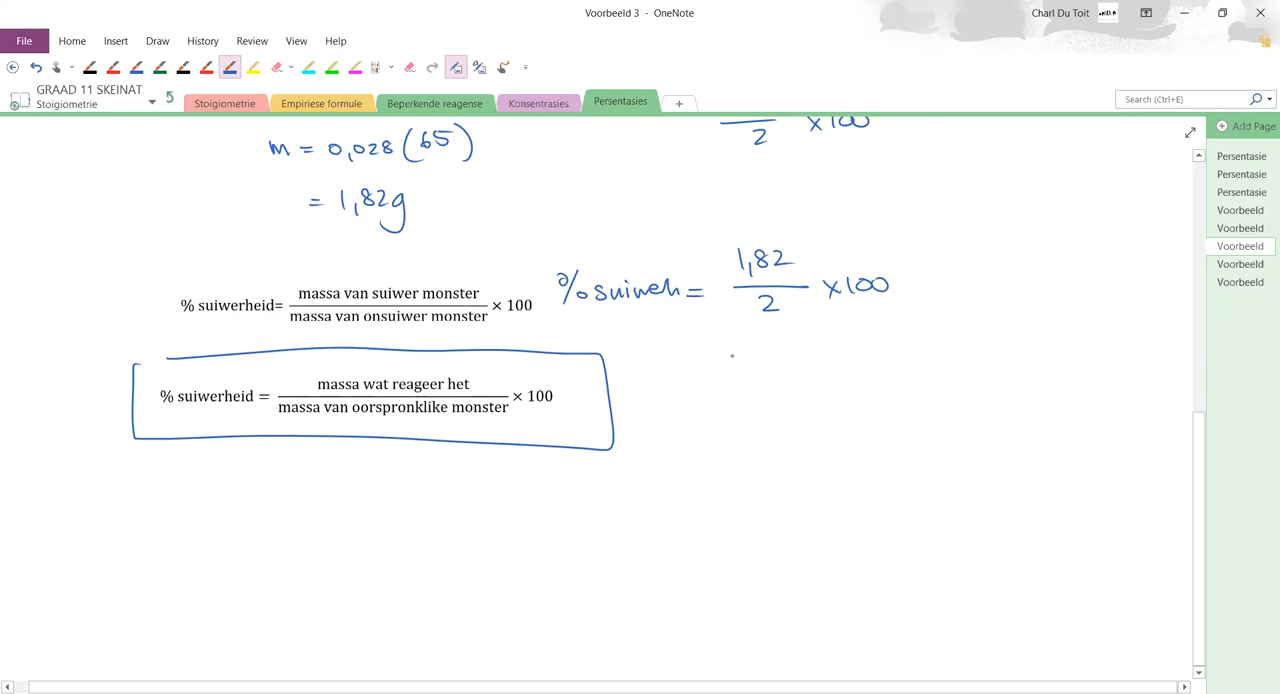 Voorbeeld 3 - OneNote
Charl Du Toit
File Home Insert Draw History Review View Help
GRAAD 11 SKEINAT
Stoigiometrie
Stoigiometrie Empiriese formule Beperkende reagense Konsentrasies Persentasies +
Search (Ctrl+E)
Add Page
Persentasie
Persentasie
Persentasie
Voorbeeld
Voorbeeld
Voorbeeld
Voorbeeld
Voorbeeld
2 ×100
m = 0,028 (65)
= 1,82g
% suiwerheid= massa van suiwer monster / massa van onsuiwer monster × 100
% suiweh = 1,82 / 2 ×100
% suiwerheid = massa wat reageer het / massa van oorspronklike monster × 100